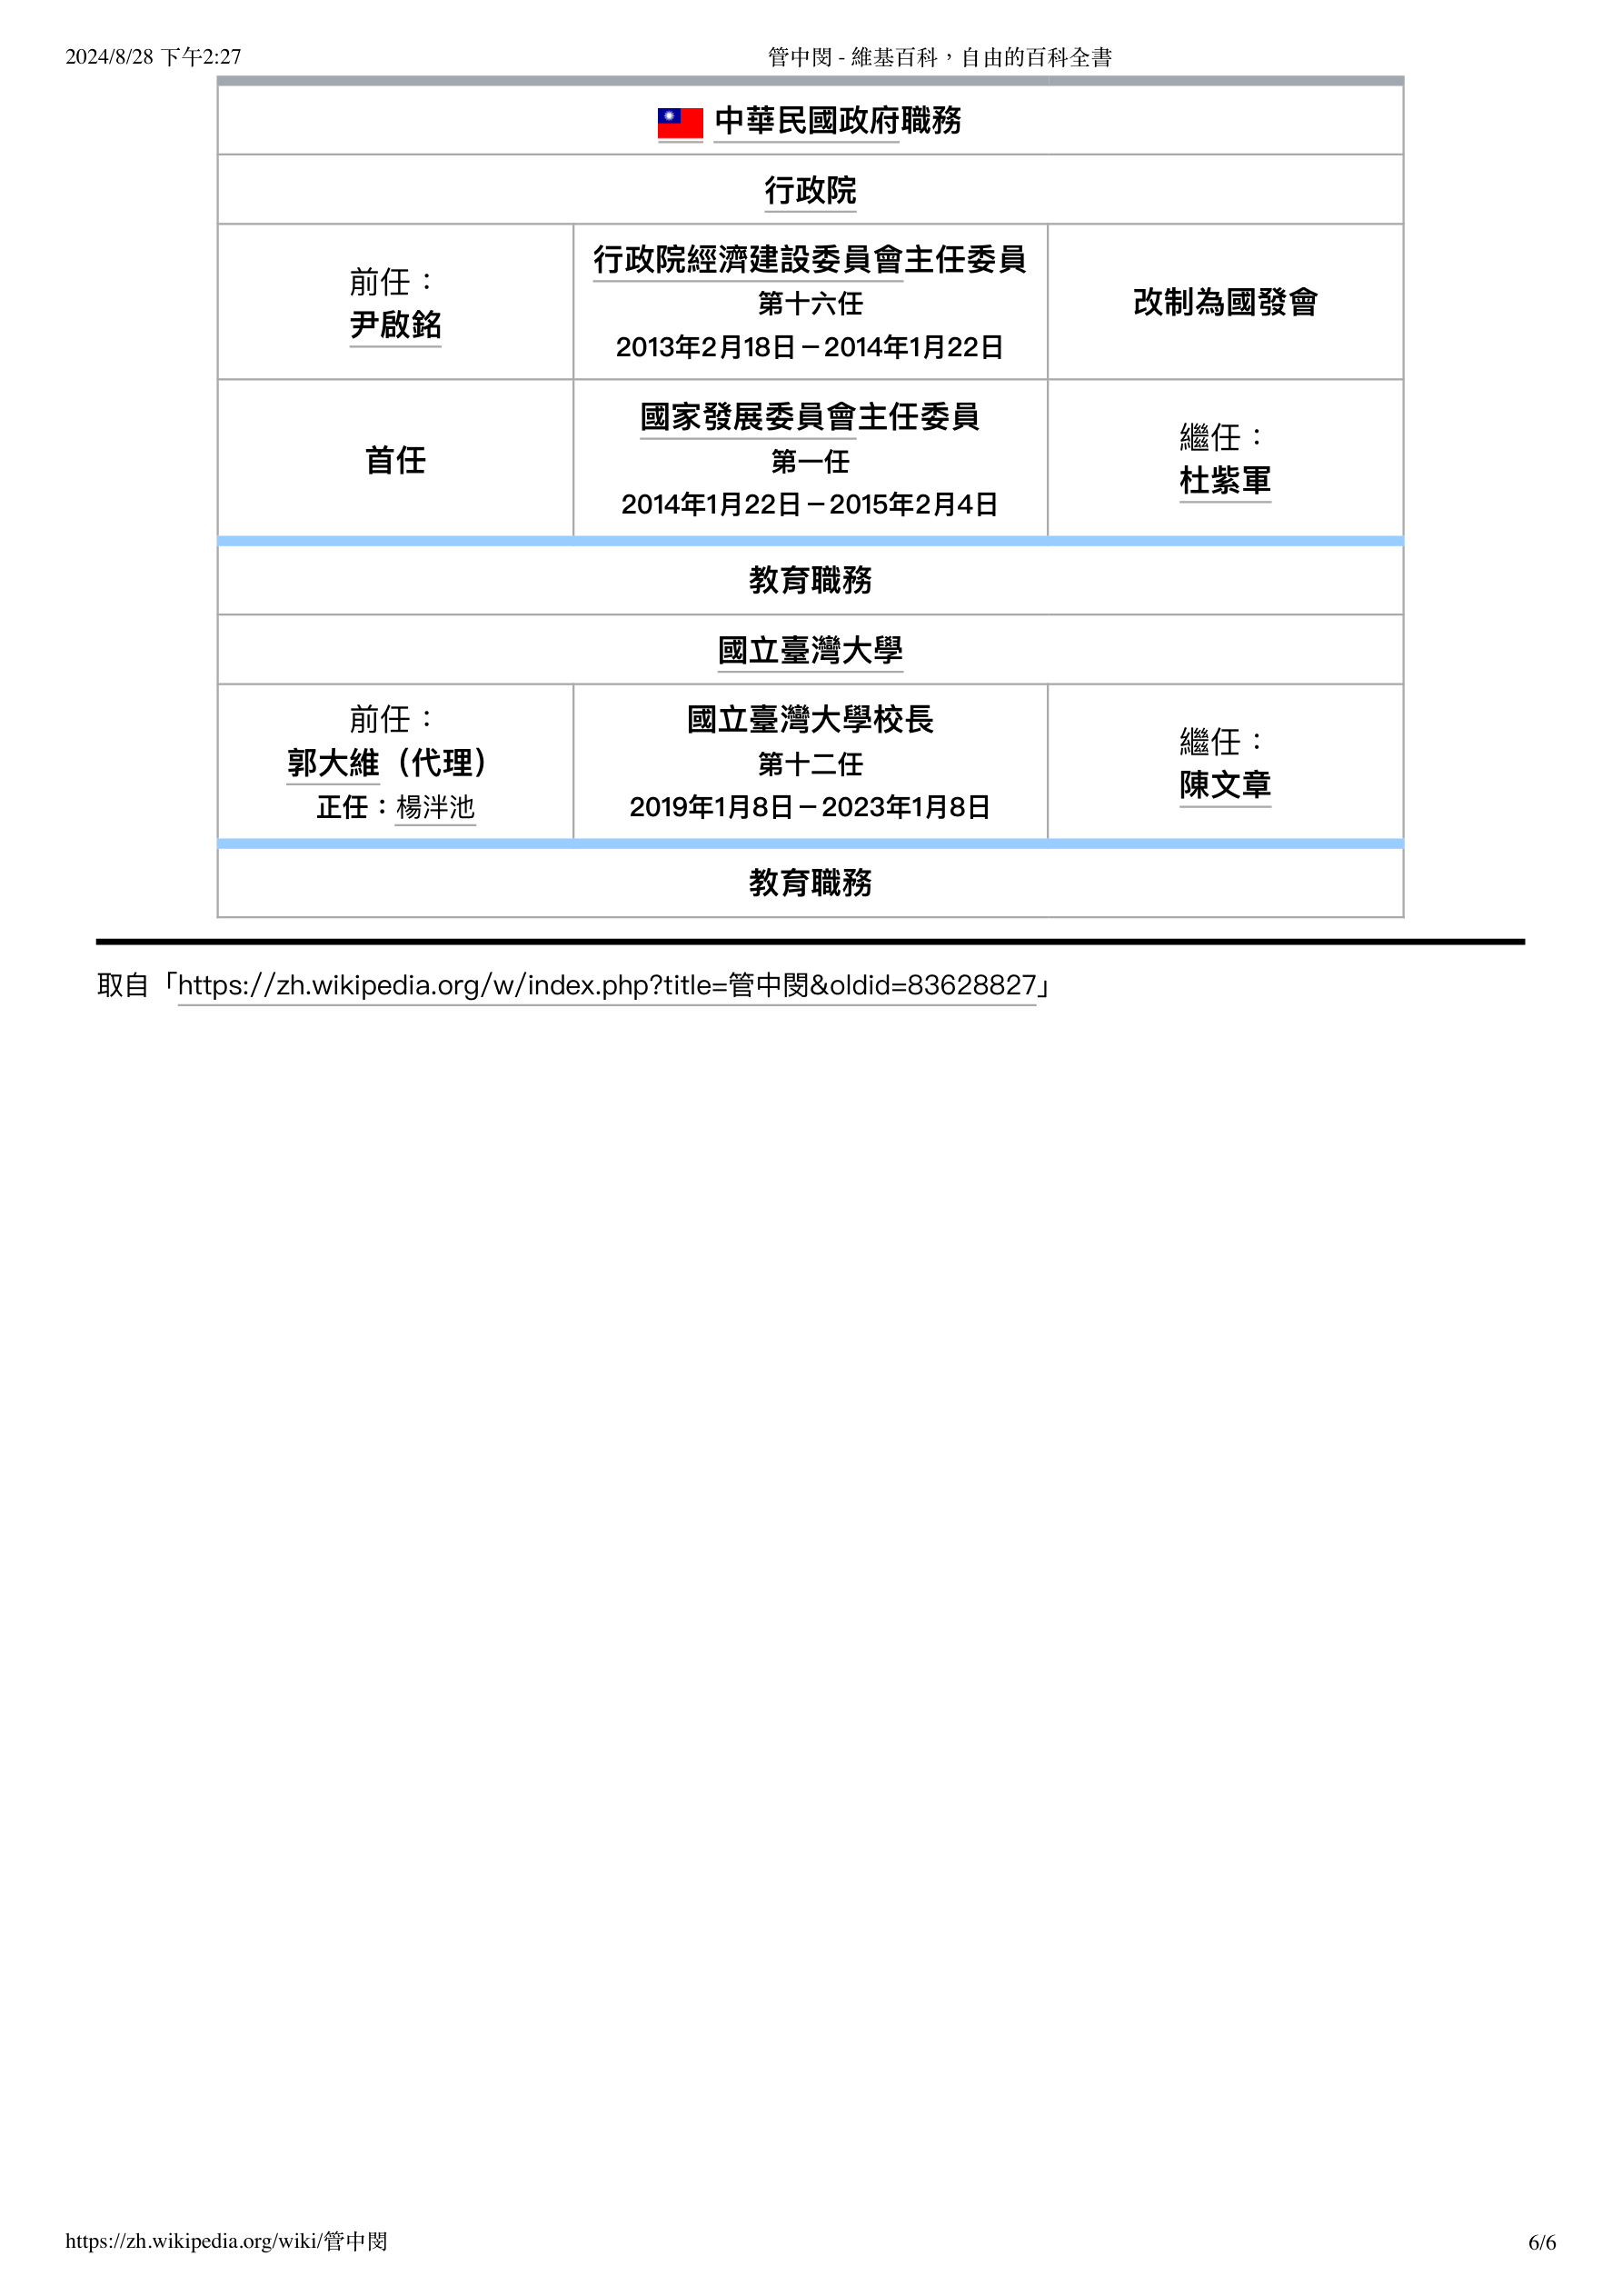 2024/8/28 下午2:27
管中閔 - 維基百科，自由的百科全書
中華民國政府職務
行政院
前任：
尹啟銘
行政院經濟建設委員會主任委員
第十六任
2013年2月18日－2014年1月22日
改制為國發會
首任
國家發展委員會主任委員
第一任
2014年1月22日－2015年2月4日
繼任：
杜紫軍
教育職務
國立臺灣大學
前任：
郭大維（代理）
正任：楊泮池
國立臺灣大學校長
第十二任
2019年1月8日－2023年1月8日
繼任：
陳文章
教育職務
取自「https://zh.wikipedia.org/w/index.php?title=管中閔&oldid=83628827」
https://zh.wikipedia.org/wiki/管中閔
6/6